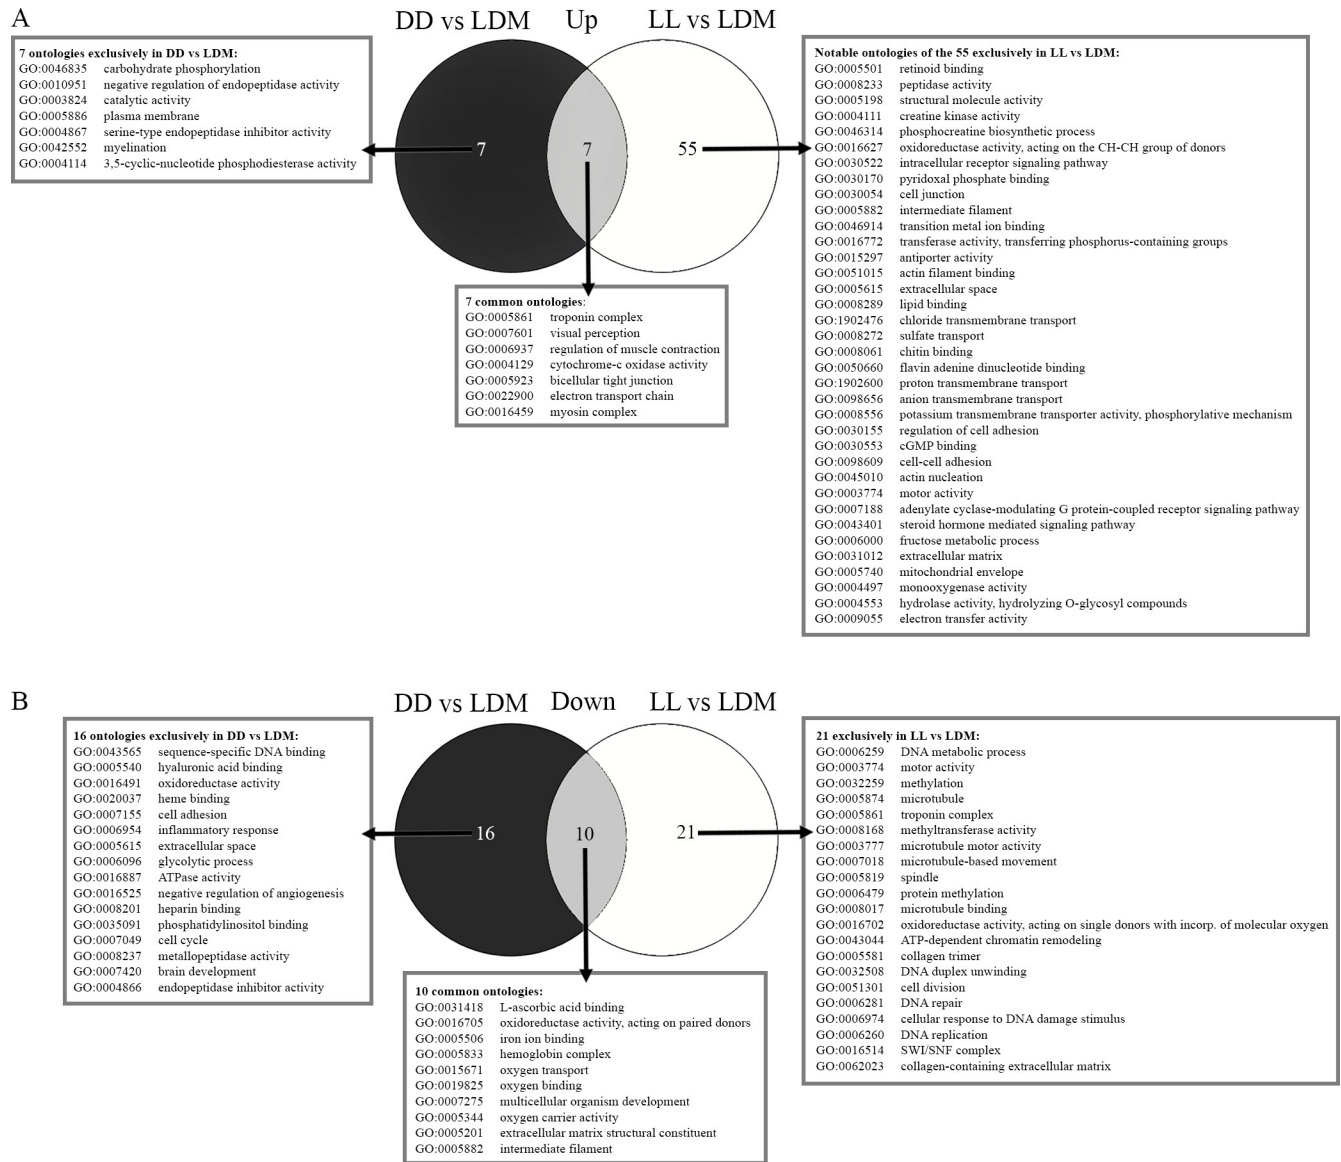 A
DD vs LDM Up LL vs LDM
7 ontologies exclusively in DD vs LDM:
GO:0046835 carbohydrate phosphorylation
GO:0010951 negative regulation of endopeptidase activity
GO:0003824 catalytic activity
GO:0005886 plasma membrane
GO:0004867 serine-type endopeptidase inhibitor activity
GO:0042552 myelination
GO:0004114 3,5-cyclic-nucleotide phosphodiesterase activity
7
7
55
7 common ontologies:
GO:0005861 troponin complex
GO:0007601 visual perception
GO:0006937 regulation of muscle contraction
GO:0004129 cytochrome-c oxidase activity
GO:0005923 bicellular tight junction
GO:0022900 electron transport chain
GO:0016459 myosin complex
Notable ontologies of the 55 exclusively in LL vs LDM:
GO:0005501 retinoid binding
GO:0008233 peptidase activity
GO:0005198 structural molecule activity
GO:0004111 creatine kinase activity
GO:0046314 phosphocreatine biosynthetic process
GO:0016627 oxidoreductase activity, acting on the CH-CH group of donors
GO:0030522 intracellular receptor signaling pathway
GO:0030170 pyridoxal phosphate binding
GO:0030054 cell junction
GO:0005882 intermediate filament
GO:0046914 transition metal ion binding
GO:0016772 transferase activity, transferring phosphorus-containing groups
GO:0015297 antiporter activity
GO:0051015 actin filament binding
GO:0005615 extracellular space
GO:0008289 lipid binding
GO:1902476 chloride transmembrane transport
GO:0008272 sulfate transport
GO:0008061 chitin binding
GO:0050660 flavin adenine dinucleotide binding
GO:1902600 proton transmembrane transport
GO:0098656 anion transmembrane transport
GO:0008556 potassium transmembrane transporter activity, phosphorylative mechanism
GO:0030155 regulation of cell adhesion
GO:0030553 cGMP binding
GO:0098609 cell-cell adhesion
GO:0045010 actin nucleation
GO:0003774 motor activity
GO:0007188 adenylate cyclase-modulating G protein-coupled receptor signaling pathway
GO:0043401 steroid hormone mediated signaling pathway
GO:0006000 fructose metabolic process
GO:0031012 extracellular matrix
GO:0005740 mitochondrial envelope
GO:0004497 monooxygenase activity
GO:0004553 hydrolase activity, hydrolyzing O-glycosyl compounds
GO:0009055 electron transfer activity
B
DD vs LDM Down LL vs LDM
16 ontologies exclusively in DD vs LDM:
GO:0043565 sequence-specific DNA binding
GO:0005540 hyaluronic acid binding
GO:0016491 oxidoreductase activity
GO:0020037 heme binding
GO:0007155 cell adhesion
GO:0006954 inflammatory response
GO:0005615 extracellular space
GO:0006096 glycolytic process
GO:0016887 ATPase activity
GO:0016525 negative regulation of angiogenesis
GO:0008201 heparin binding
GO:0035091 phosphatidylinositol binding
GO:0007049 cell cycle
GO:0008237 metallopeptidase activity
GO:0007420 brain development
GO:0004866 endopeptidase inhibitor activity
16
10
21
10 common ontologies:
GO:0031418 L-ascorbic acid binding
GO:0016705 oxidoreductase activity, acting on paired donors
GO:0005506 iron ion binding
GO:0005833 hemoglobin complex
GO:0015671 oxygen transport
GO:0019825 oxygen binding
GO:0007275 multicellular organism development
GO:0005344 oxygen carrier activity
GO:0005201 extracellular matrix structural constituent
GO:0005882 intermediate filament
21 exclusively in LL vs LDM:
GO:0006259 DNA metabolic process
GO:0003774 motor activity
GO:0032259 methylation
GO:0005874 microtubule
GO:0005861 troponin complex
GO:0008168 methyltransferase activity
GO:0003777 microtubule motor activity
GO:0007018 microtubule-based movement
GO:0005819 spindle
GO:0006479 protein methylation
GO:0008017 microtubule binding
GO:0016702 oxidoreductase activity, acting on single donors with incorp. of molecular oxygen
GO:0043044 ATP-dependent chromatin remodeling
GO:0005581 collagen trimer
GO:0032508 DNA duplex unwinding
GO:0051301 cell division
GO:0006281 DNA repair
GO:0006974 cellular response to DNA damage stimulus
GO:0006260 DNA replication
GO:0016514 SWI/SNF complex
GO:0062023 collagen-containing extracellular matrix